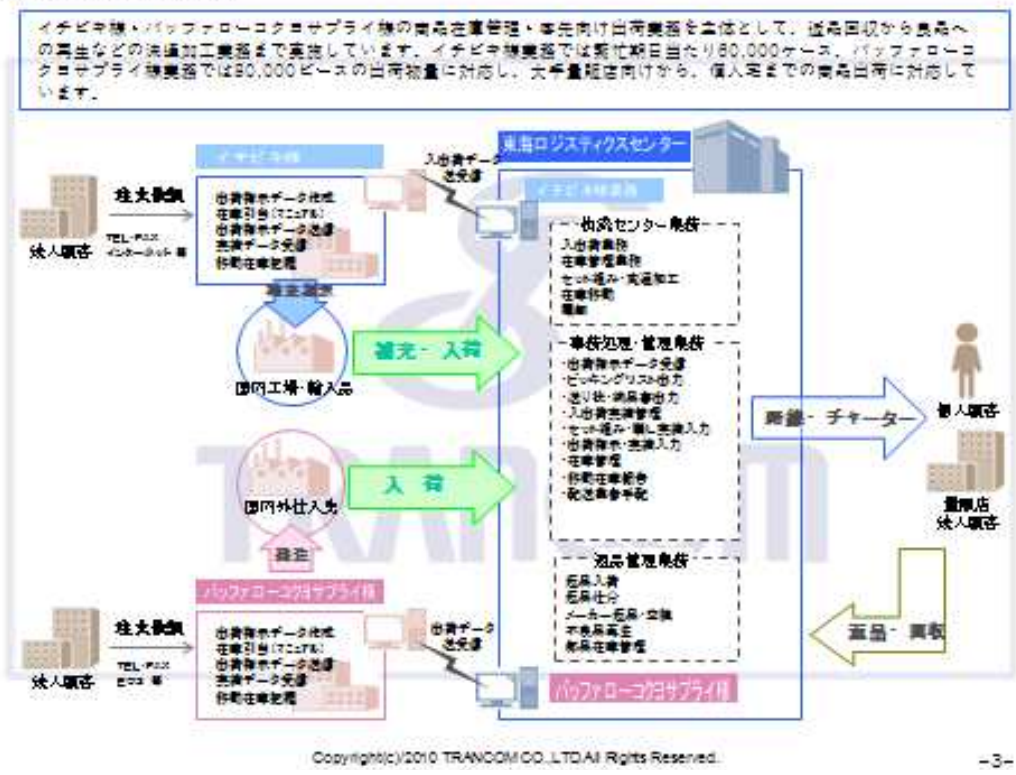 イチビキ様・バッファローコクヨサプライ様の商品在庫管理・客先向け出荷業務を主体として、返品回収から良品へ
の再生などの流通加工業務まで実施しています。イチビキ様業務では繁忙期日当たり60,000ケース、バッファローコ
クヨサプライ様業務では80,000ピースの出荷物量に対応し、大手量販店向けから、個人宅までの商品出荷に対応して
います。
東海ロジスティクスセンター
イチビキ様
入出荷データ
送受信
注文依頼
TEL・FAX
インターネット 等
法人顧客
出荷指示データ作成
在庫引当(マニュアル)
出荷指示データ送信
実績データ受信
移動在庫把握
イチビキ様業務
物流センター業務
入出荷業務
在庫管理業務
セット組み・流通加工
在庫移動
国内工場・輸入品
補充・ 入荷
事務処理・管理業務
・出荷指示データ受信
・ピッキングリスト出力
・送り状・納品書出力
・入出荷実績管理
・セット組み・崩し実績入力
・出荷指示・実績入力
・在庫管理
・移動在庫報告
・配送業者手配
路線・ チャーター
個人顧客
量販店
法人顧客
入 荷
国内外仕入先
発注
返品管理業務
返品入荷
返品仕分
メーカー返品・交換
不良品再生
部品在庫管理
返品・ 回収
バッファローコクヨサプライ様
注文依頼
TEL・FAX
法人顧客
出荷指示データ作成
在庫引当(マニュアル)
出荷指示データ送信
実績データ受信
移動在庫把握
出荷データ
送受信
バッファローコクヨサプライ様
TRANCOM
Copyright(c)/2010 TRANCOM CO.,LTD.All Rights Reserved.
-3-